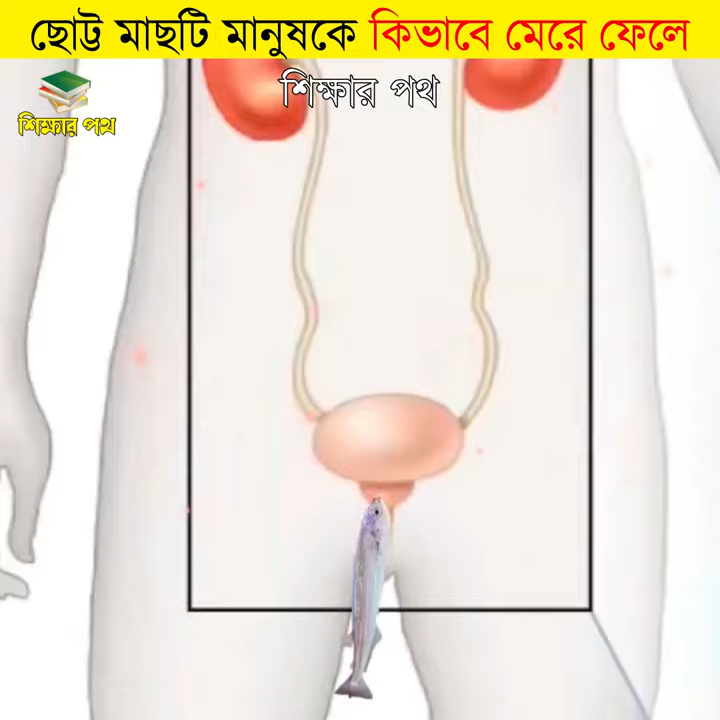 ছোট্ট মাছটি মানুষকে কিভাবে মেরে ফেলে
শিক্ষার পথ
শিক্ষার পথ